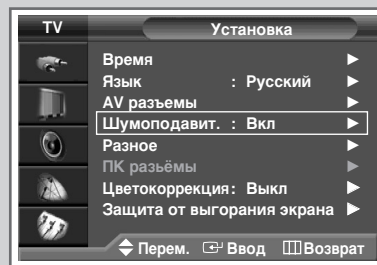 TV Установка
Время
Язык : Русский
AV разъемы
Шумоподавит. : Вкл
Разное
ПК разьёмы
Цветокоррекция: Выкл
Защита от выгорания экрана
Перем. Ввод Возврат